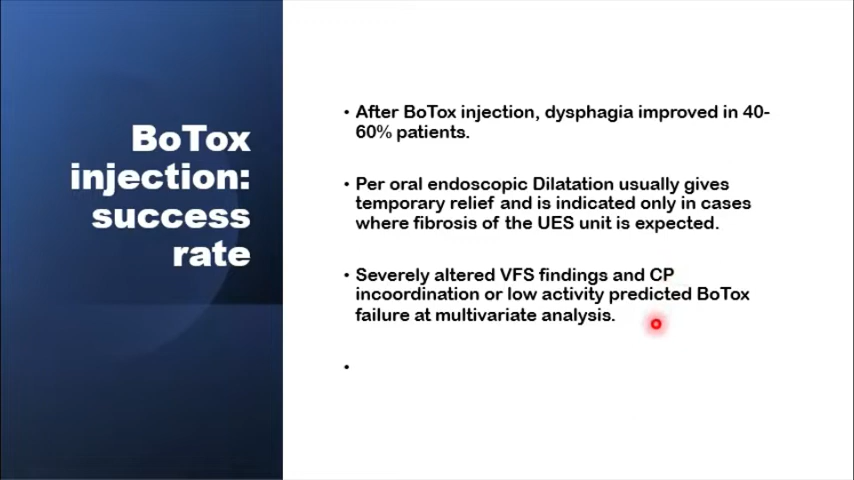 BoTox
injection:
success
rate
• After BoTox injection, dysphagia improved in 40-
60% patients.
• Per oral endoscopic Dilatation usually gives
temporary relief and is indicated only in cases
where fibrosis of the UES unit is expected.
• Severely altered VFS findings and CP
incoordination or low activity predicted BoTox
failure at multivariate analysis.
•